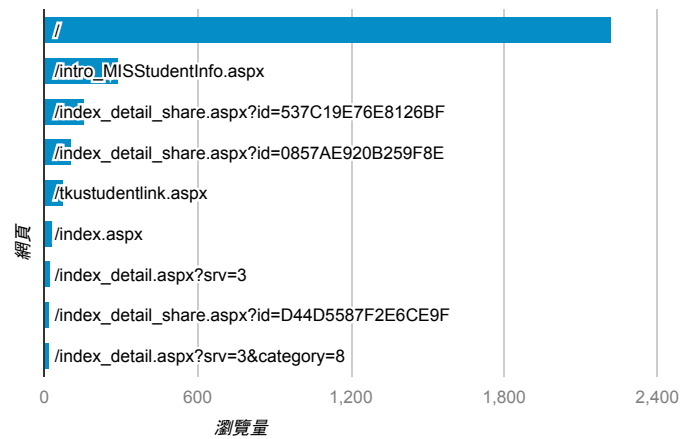 /
/intro_MISStudentInfo.aspx
/index_detail_share.aspx?id=537C19E76E8126BF
/index_detail_share.aspx?id=0857AE920B259F8E
/tkustudentlink.aspx
/index.aspx
/index_detail.aspx?srv=3
/index_detail_share.aspx?id=D44D5587F2E6CE9F
/index_detail.aspx?srv=3&category=8
網頁
0 600 1,200 1,800 2,400
瀏覽量